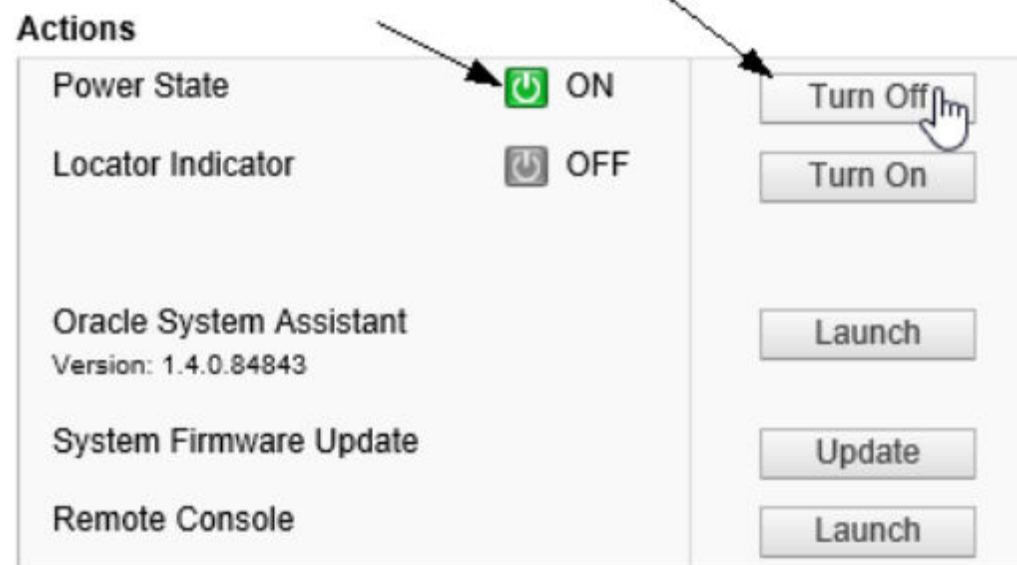 Actions
Power State ON Turn Off
Locator Indicator OFF Turn On
Oracle System Assistant Launch
Version: 1.4.0.84843
System Firmware Update Update
Remote Console Launch